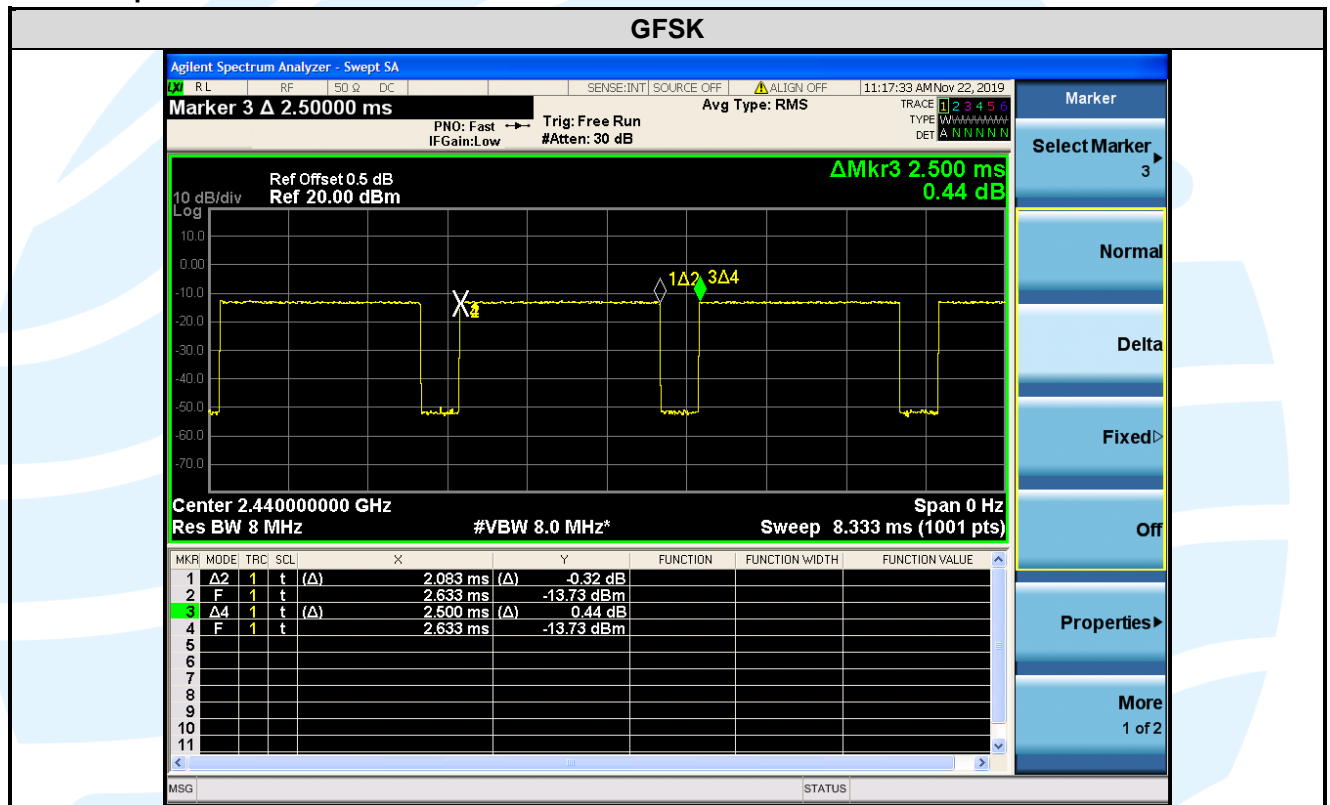 GFSK
Agilent Spectrum Analyzer - Swept SA
LXI RL RF 50 Ω DC SENSE:INT SOURCE OFF ALIGN OFF 11:17:33 AM Nov 22, 2019
Marker 3 Δ 2.50000 ms
PNO: Fast
IFGain:Low
Trig: Free Run
#Atten: 30 dB
Avg Type: RMS
TRACE 1 2 3 4 5 6
TYPE WWWWWWW
DET A N N N N N
ΔMkr3 2.500 ms
0.44 dB
Ref Offset 0.5 dB
10 dB/div Ref 20.00 dBm
Log
10.0
0.00
-10.0
-20.0
-30.0
-40.0
-50.0
-60.0
-70.0
1Δ2 3Δ4
Center 2.440000000 GHz Span 0 Hz
Res BW 8 MHz #VBW 8.0 MHz* Sweep 8.333 ms (1001 pts)
MKR MODE TRC SCL X Y FUNCTION FUNCTION WIDTH FUNCTION VALUE
1 Δ2 1 t (Δ) 2.083 ms (Δ) -0.32 dB
2 F 1 t 2.633 ms -13.73 dBm
3 Δ4 1 t (Δ) 2.500 ms (Δ) 0.44 dB
4 F 1 t 2.633 ms -13.73 dBm
5
6
7
8
9
10
11
MSG STATUS
Marker
Select Marker
3
Normal
Delta
Fixed
Off
Properties
More
1 of 2